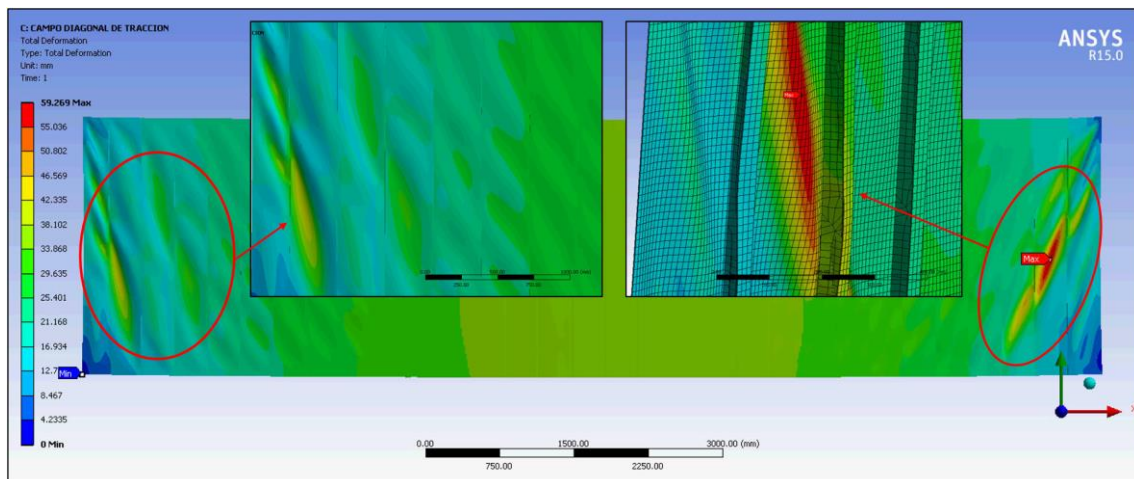 C: CAMPO DIAGONAL DE TRACCION
Total Deformation
Type: Total Deformation
Unit: mm
Time: 1
59.269 Max
55.036
50.802
46.569
42.335
38.102
33.868
29.635
25.401
21.168
16.934
8.467
4.2335
0 Min
Min
ANSYS
R15.0
Max
0.00
1500.00
3000.00 (mm)
750.00
2250.00